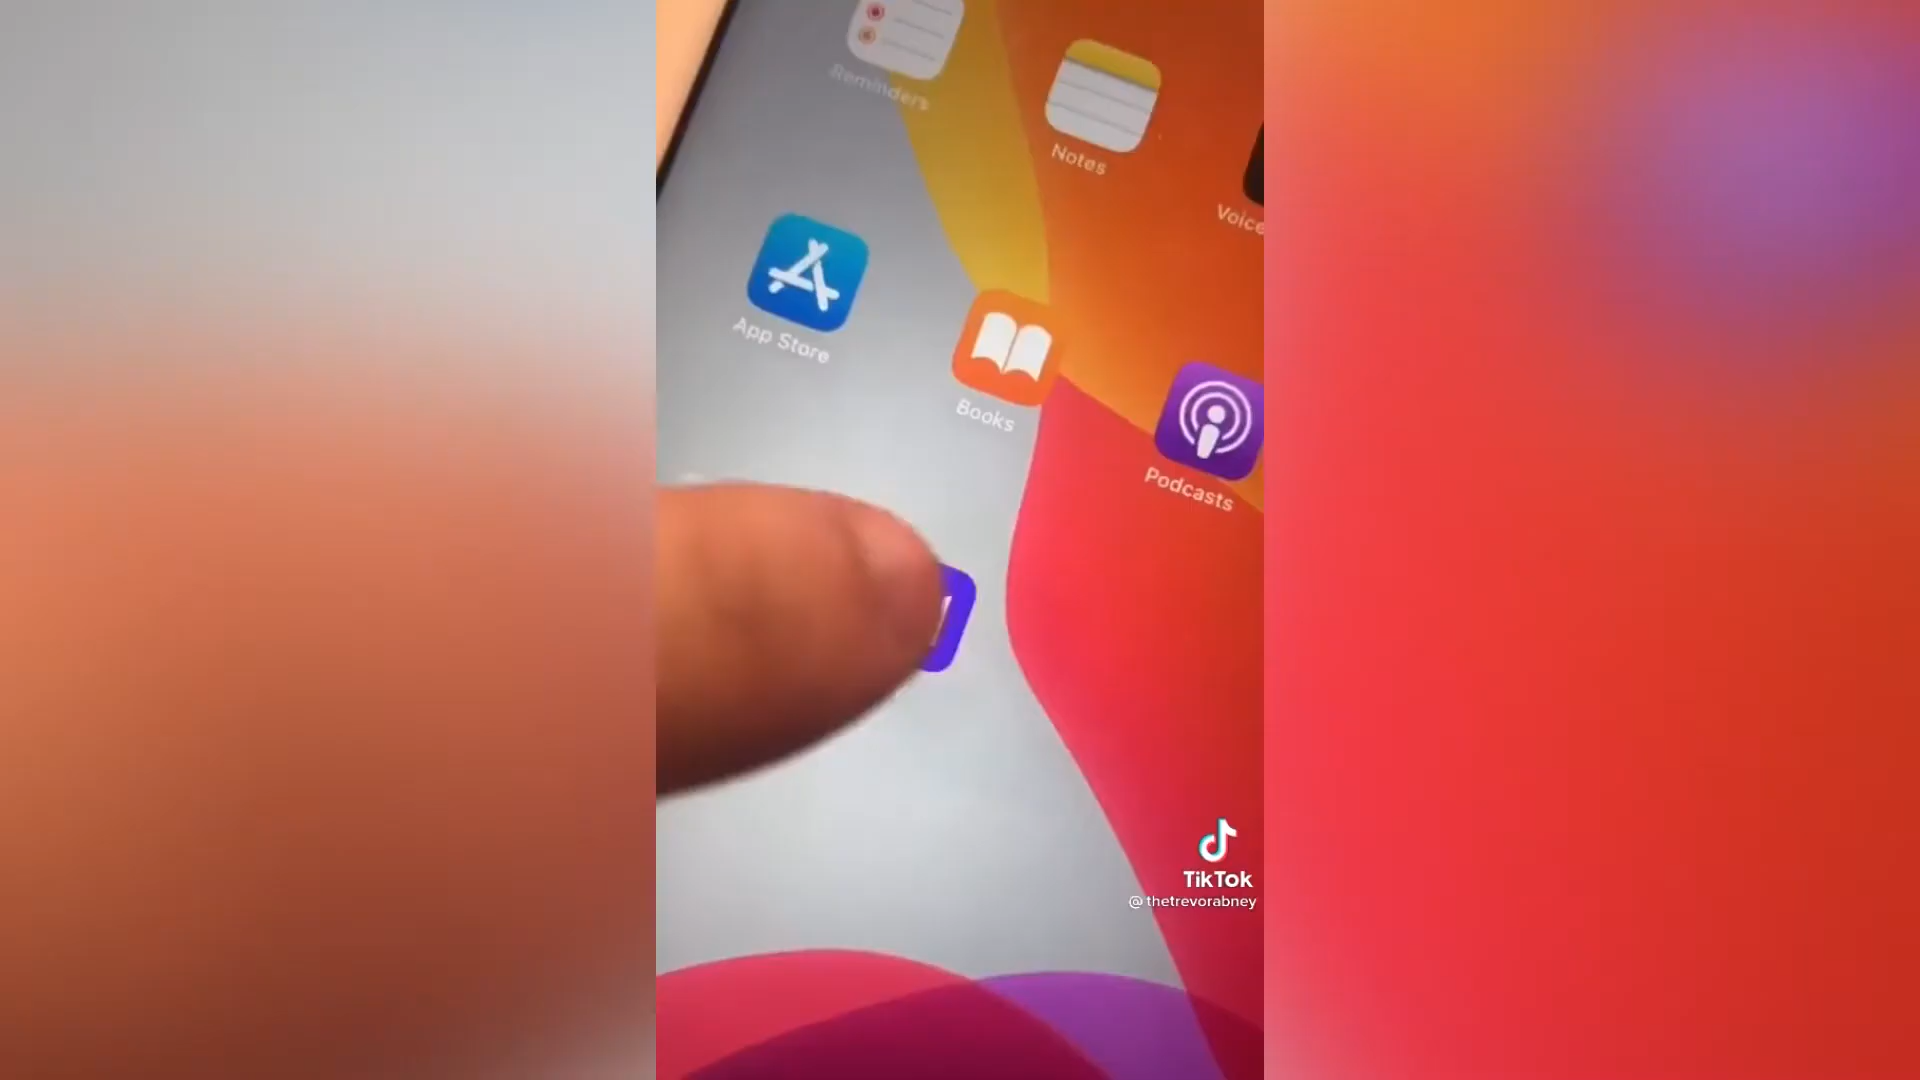 Reminders
Notes
Voice
App Store
Books
Podcasts
TikTok
@thetrevorabney